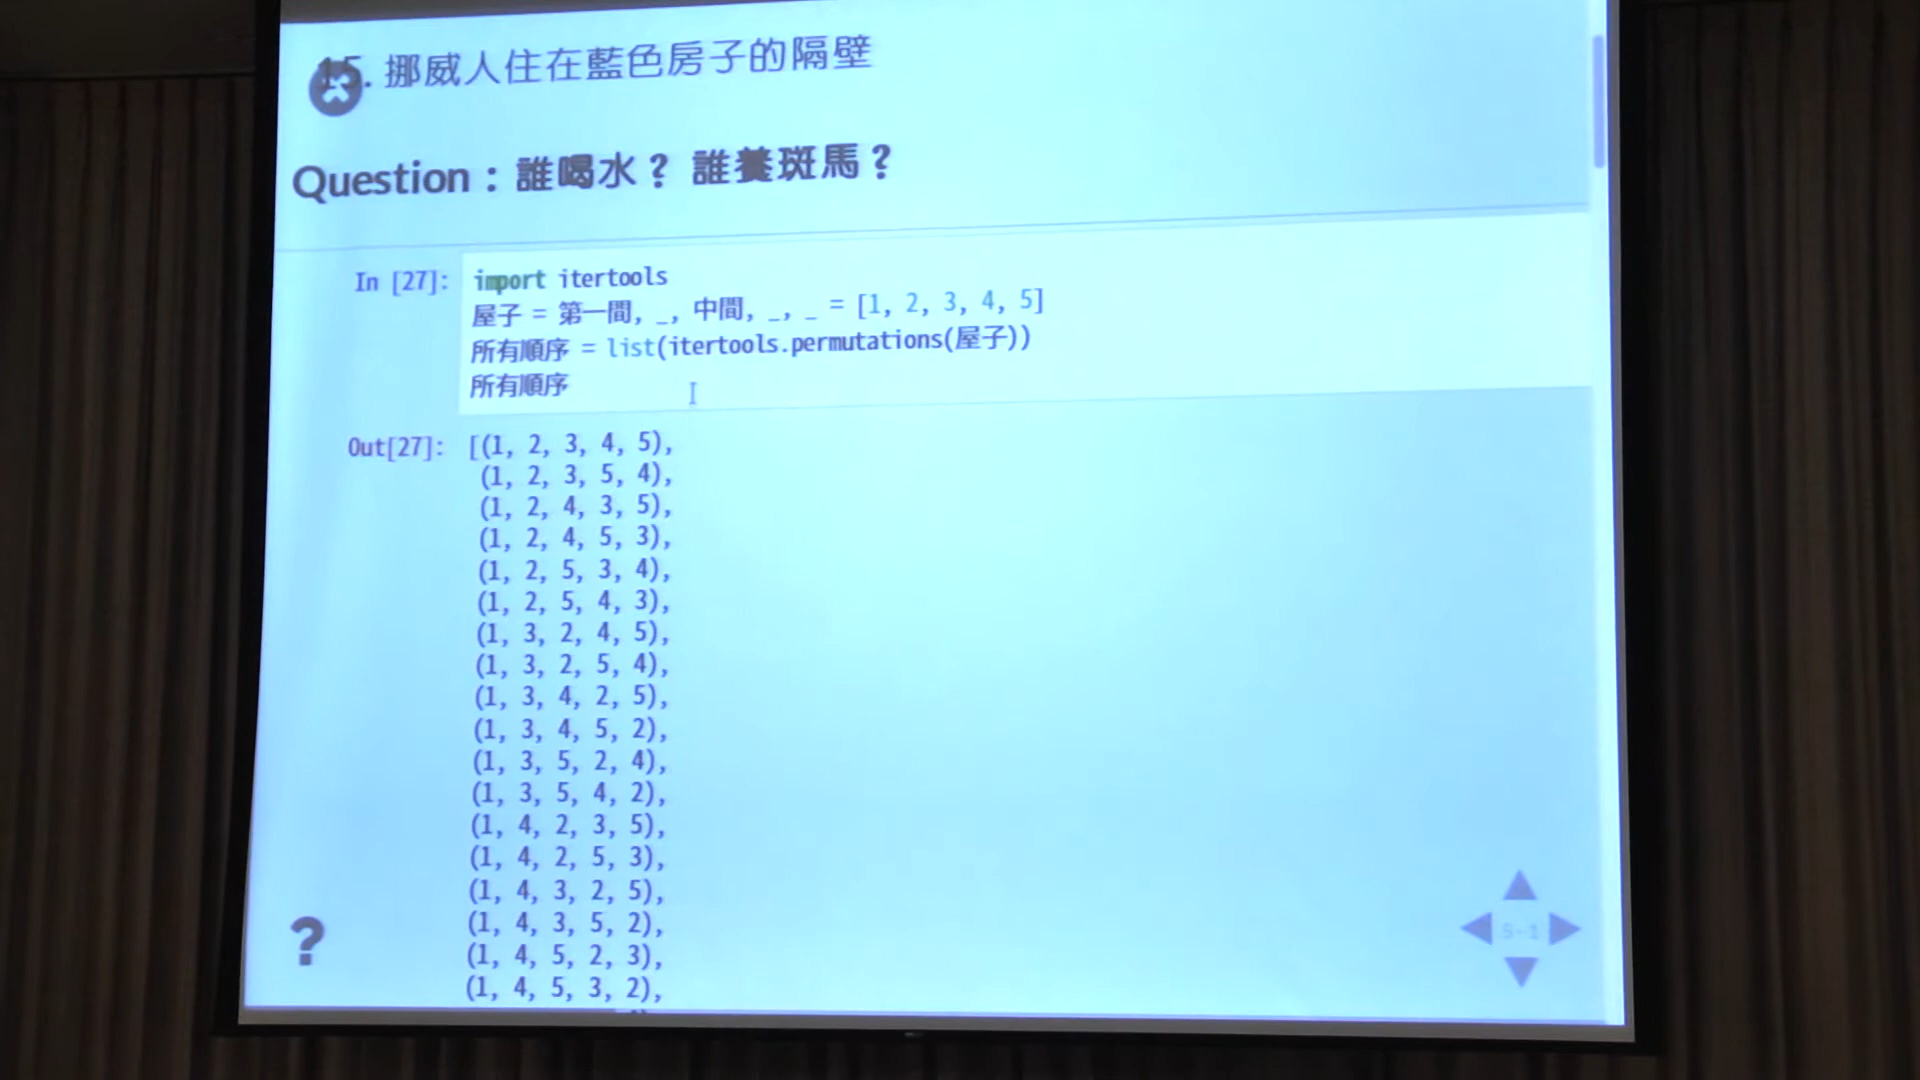 15. 挪威人住在藍色房子的隔壁
Question : 誰喝水? 誰養斑馬?
In [27]: import itertools
屋子 = 第一間, _, 中間, _, _ = [1, 2, 3, 4, 5]
所有順序 = list(itertools.permutations(屋子))
所有順序
Out[27]: [(1, 2, 3, 4, 5),
(1, 2, 3, 5, 4),
(1, 2, 4, 3, 5),
(1, 2, 4, 5, 3),
(1, 2, 5, 3, 4),
(1, 2, 5, 4, 3),
(1, 3, 2, 4, 5),
(1, 3, 2, 5, 4),
(1, 3, 4, 2, 5),
(1, 3, 4, 5, 2),
(1, 3, 5, 2, 4),
(1, 3, 5, 4, 2),
(1, 4, 2, 3, 5),
(1, 4, 2, 5, 3),
(1, 4, 3, 2, 5),
(1, 4, 3, 5, 2),
(1, 4, 5, 2, 3),
(1, 4, 5, 3, 2),
?